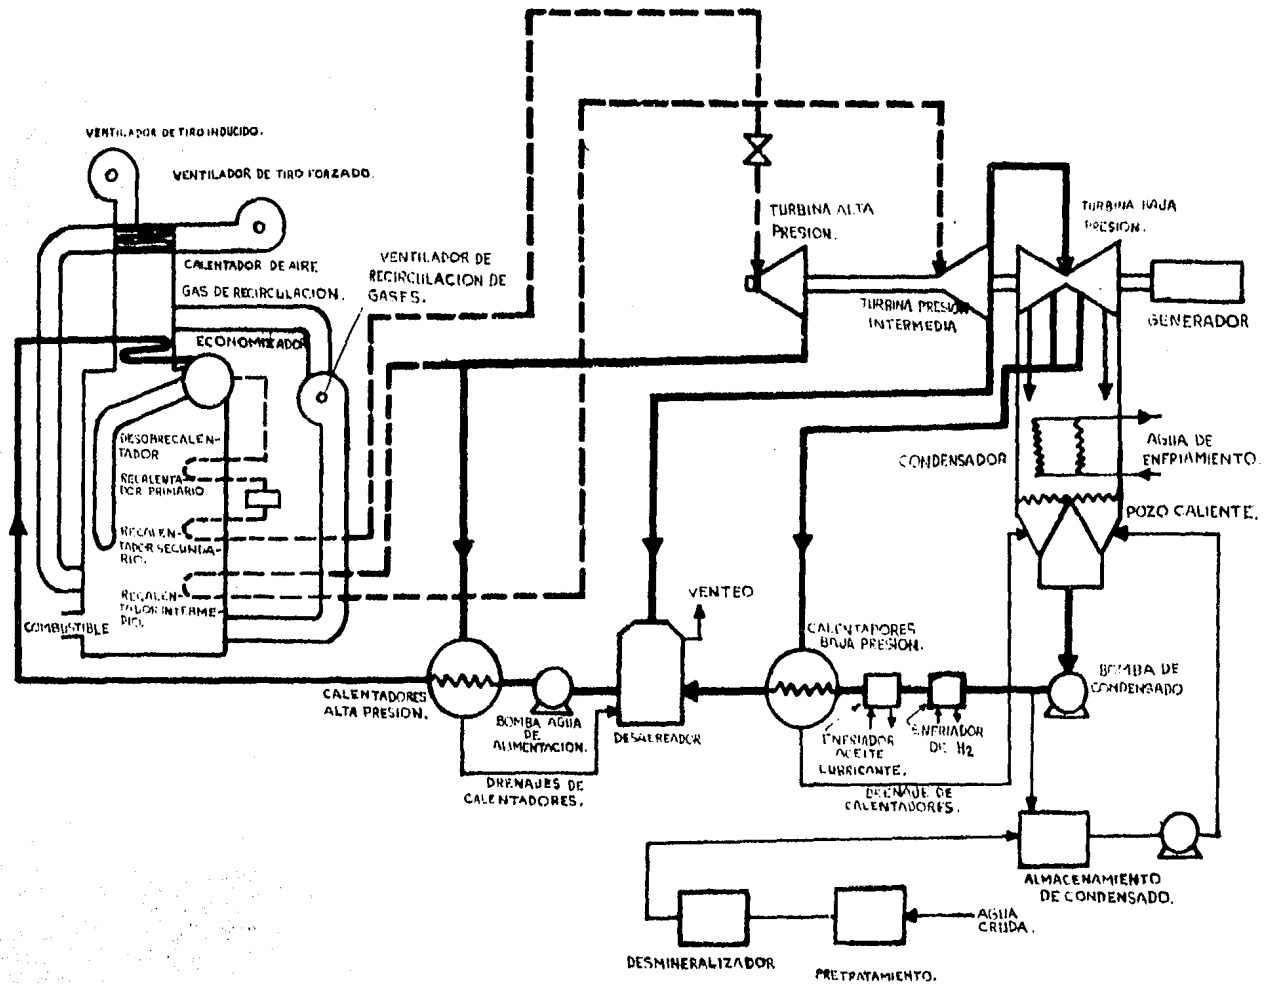 VENTILADOR DE TIRO INDUCIDO.
VENTILADOR DE TIRO FORZADO.
CALENTADOR DE AIRE
GAS DE RECIRCULACION.
ECONOMIZADOR
VENTILADOR DE
RECIRCULACION DE
GASES.
DESOBRECALEN-
TADOR
RECALENTA-
DOR PRIMARIO.
RECALEN-
TADOR SECUNDA-
RIO.
RECALEN-
TADOR INTERME-
DIO.
COMBUSTIBLE
TURBINA ALTA
PRESION.
TURBINA PRESION
INTERMEDIA
TURBINA BAJA
PRESION.
GENERADOR
CONDENSADOR
AGUA DE
ENFRIAMIENTO.
POZO CALIENTE.
VENTEO
CALENTADORES
BAJA PRESION.
BOMBA DE
CONDENSADO
CALENTADORES
ALTA PRESION.
BOMBA AGUA
DE
ALIMENTACION.
DESAEREADOR
ENFRIADOR
ACEITE
LUBRICANTE.
ENFRIADOR
DE H2
DRENAJES DE
CALENTADORES.
DRENAJE DE
CALENTADORES.
ALMACENAMIENTO
DE CONDENSADO.
AGUA
CRUDA.
DESMINERALIZADOR
PRETRATAMIENTO.